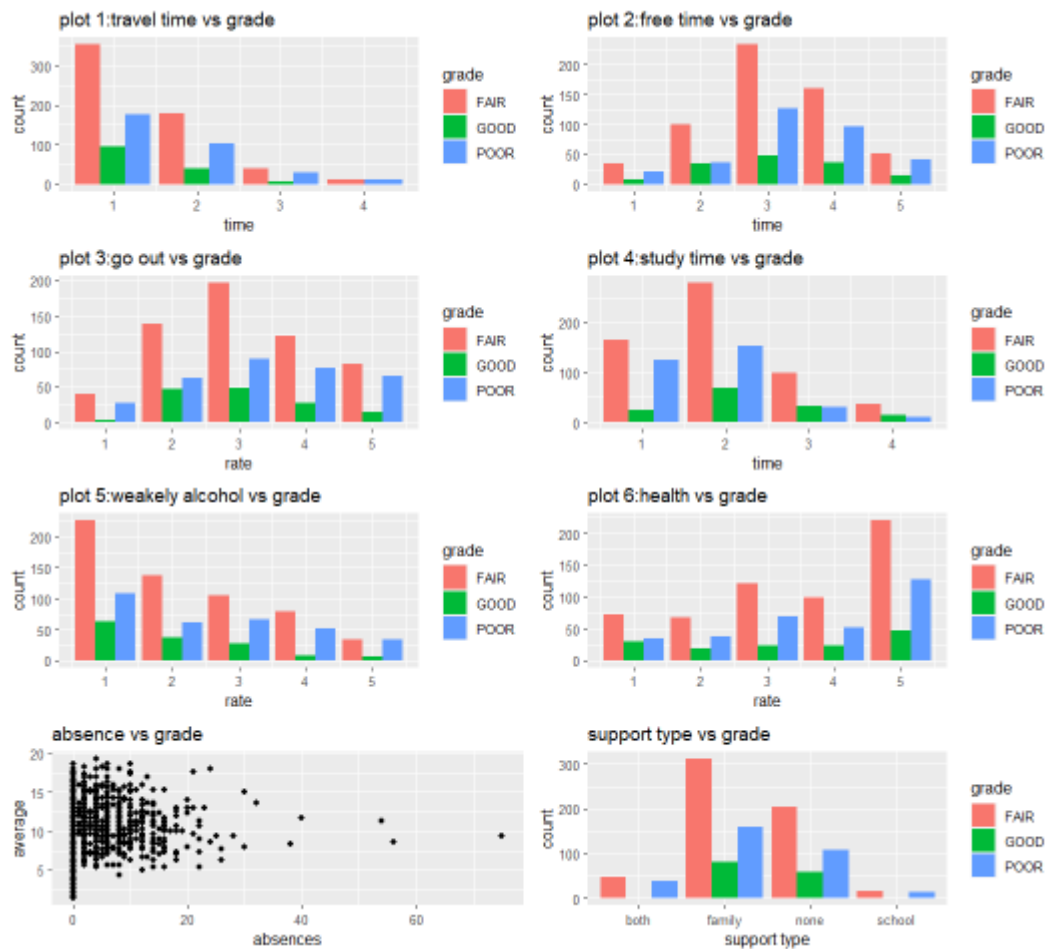 plot 1:travel time vs grade
300
200
100
0
count
1 2 3 4
time
grade
FAIR
GOOD
POOR
plot 2:free time vs grade
200
150
100
50
0
count
1 2 3 4 5
time
grade
FAIR
GOOD
POOR
plot 3:go out vs grade
200
150
100
50
0
count
1 2 3 4 5
rate
grade
FAIR
GOOD
POOR
plot 4:study time vs grade
200
100
0
count
1 2 3 4
time
grade
FAIR
GOOD
POOR
plot 5:weakely alcohol vs grade
200
150
100
50
0
count
1 2 3 4 5
rate
grade
FAIR
GOOD
POOR
plot 6:health vs grade
200
150
100
50
0
count
1 2 3 4 5
rate
grade
FAIR
GOOD
POOR
absence vs grade
20
15
10
5
average
0 20 40 60
absences
support type vs grade
300
200
100
0
count
both family none school
support type
grade
FAIR
GOOD
POOR